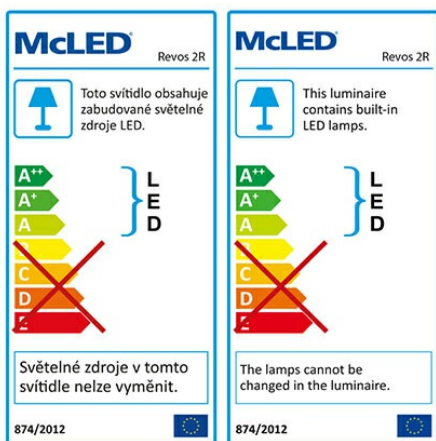 McLED
Revos 2R
Toto svítidlo obsahuje
zabudované světelné
zdroje LED.
A++
A+
A
B
C
D
E
L
E
D
Světelné zdroje v tomto
svítidle nelze vyměnit.
874/2012
McLED
Revos 2R
This luminaire
contains built-in
LED lamps.
A++
A+
A
B
C
D
E
L
E
D
The lamps cannot be
changed in the luminaire.
874/2012